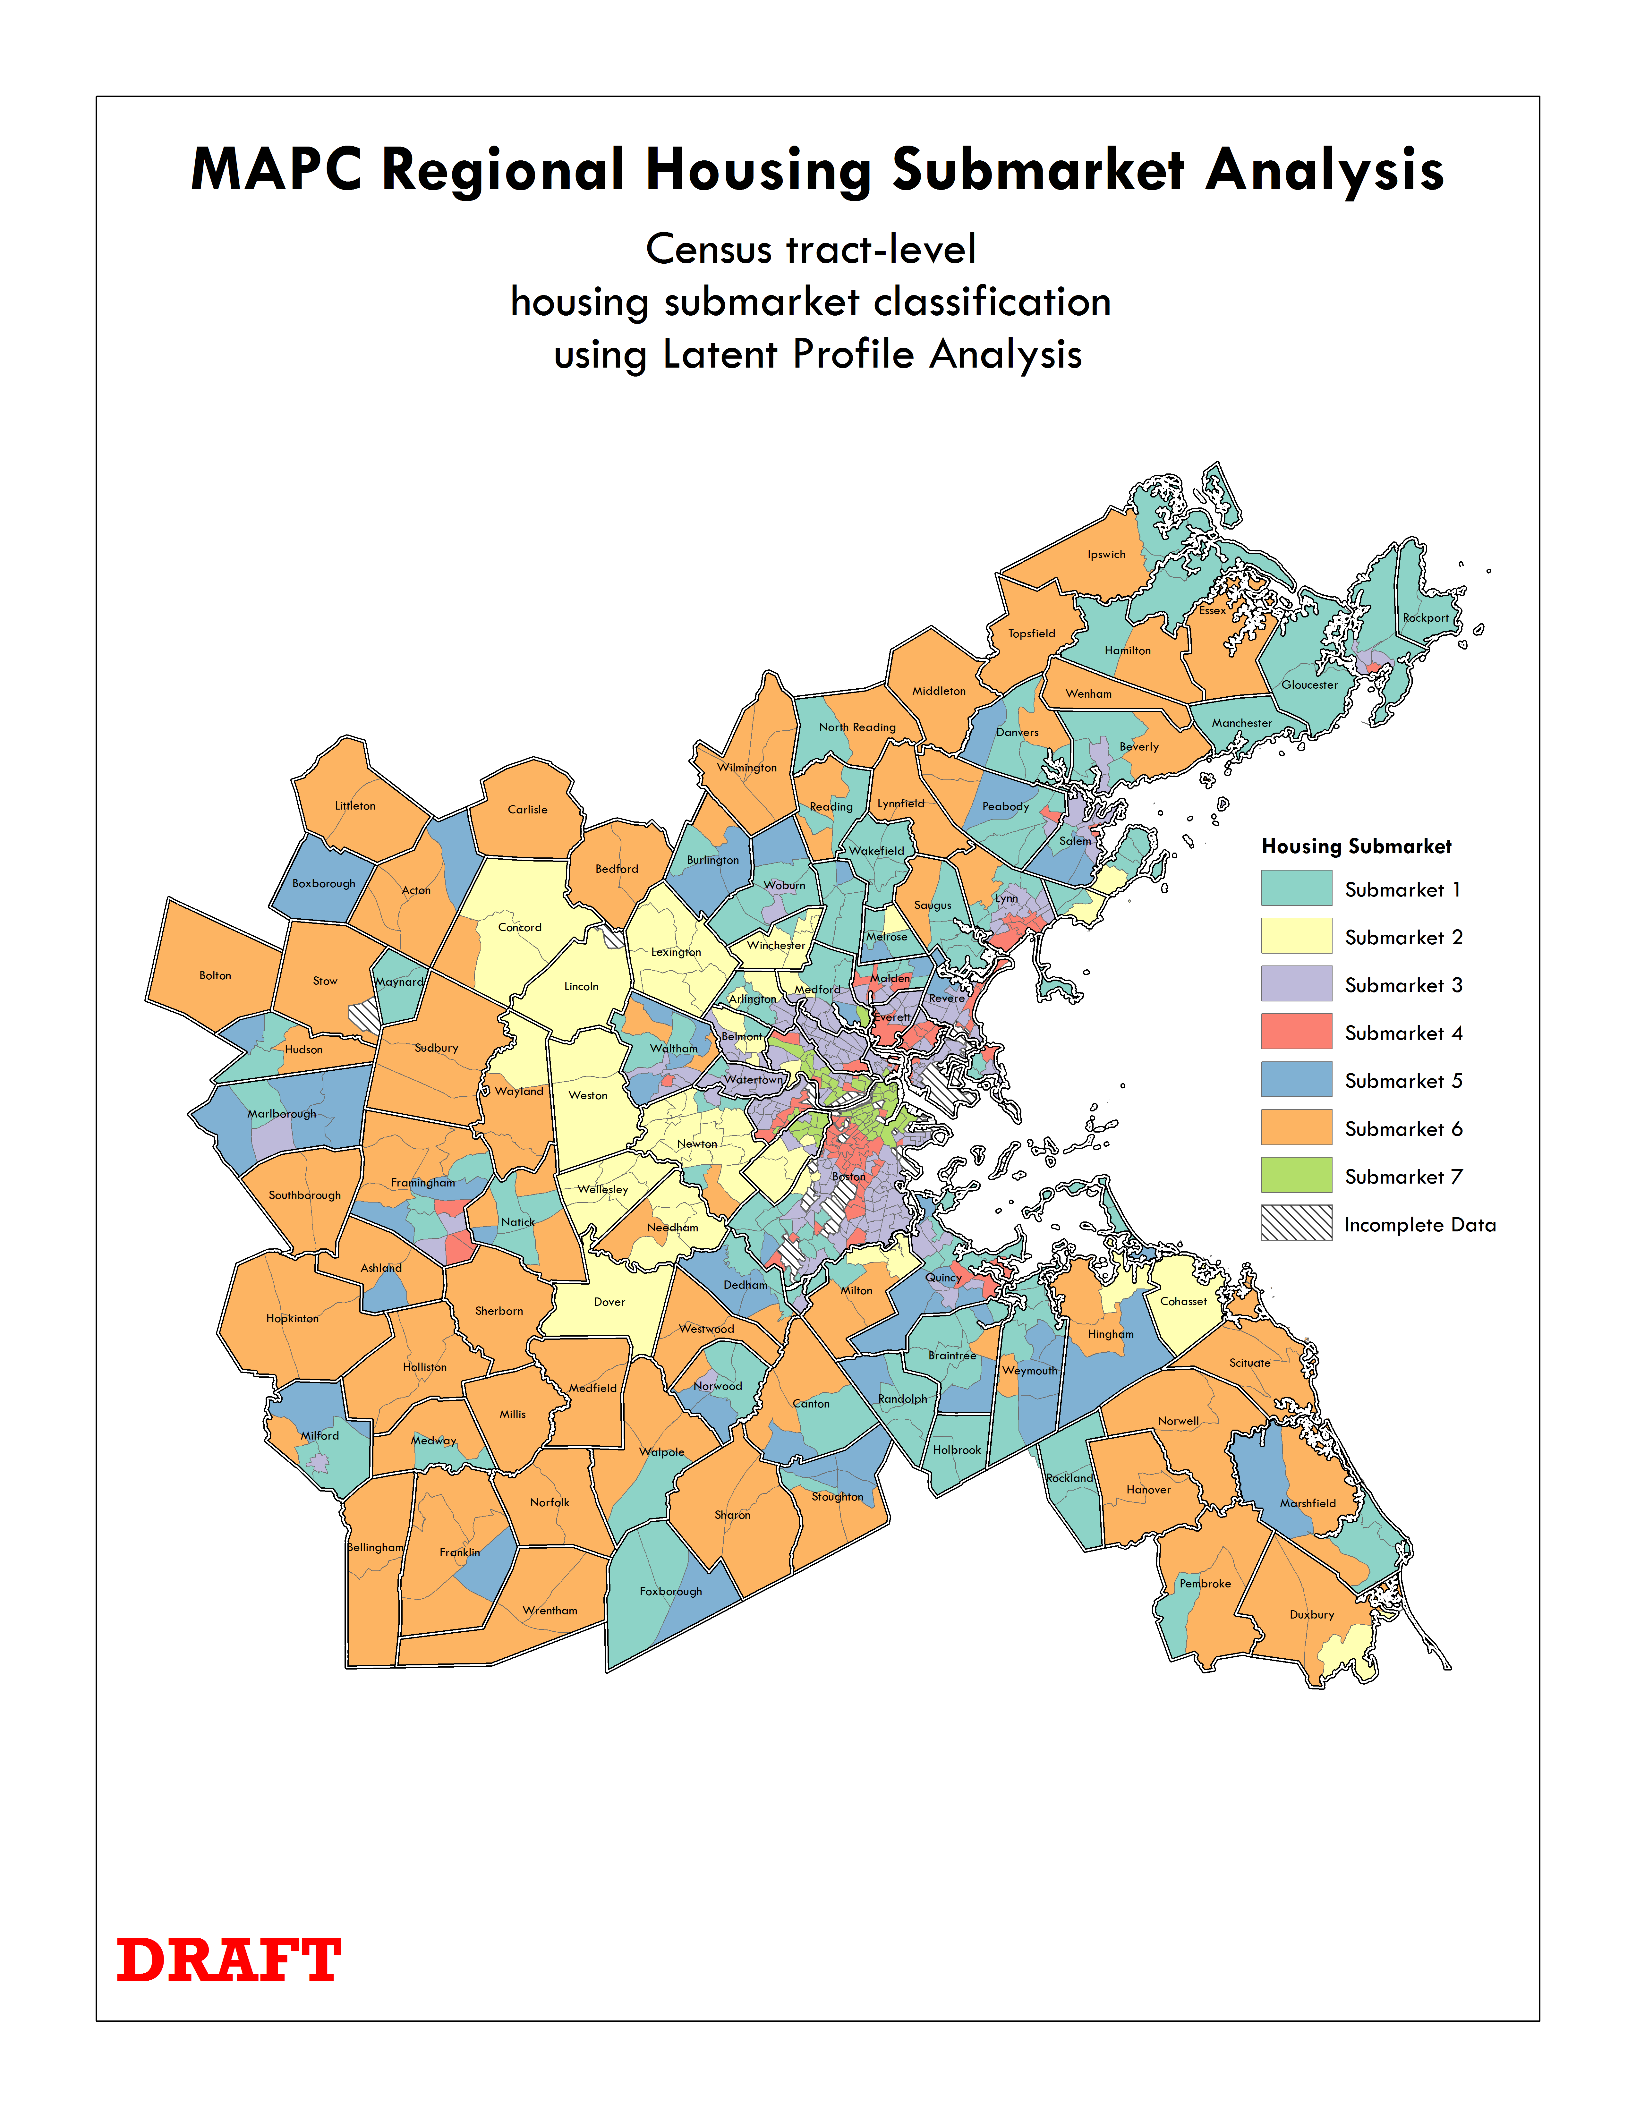 MAPC Regional Housing Submarket Analysis
Census tract-level
housing submarket classification
using Latent Profile Analysis
Ipswich
Essex
Rockport
Topsfield
Hamilton
Gloucester
Middleton
Wenham
Manchester
North Reading
Danvers
Beverly
Wilmington
Littleton
Carlisle
Reading
Lynnfield
Peabody
Salem
Wakefield
Burlington
Bedford
Boxborough
Acton
Woburn
Lynn
Saugus
Concord
Lexington
Winchester
Melrose
Bolton
Stow
Maynard
Lincoln
Medford
Malden
Arlington
Revere
Everett
Belmont
Hudson
Sudbury
Waltham
Watertown
Wayland
Weston
Marlborough
Newton
Boston
Framingham
Southborough
Wellesley
Natick
Needham
Ashland
Dedham
Quincy
Milton
Dover
Cohasset
Sherborn
Hopkinton
Westwood
Hingham
Braintree
Scituate
Holliston
Weymouth
Medfield
Norwood
Canton
Randolph
Millis
Norwell
Milford
Medway
Walpole
Holbrook
Rockland
Hanover
Stoughton
Norfolk
Marshfield
Sharon
Bellingham
Franklin
Foxborough
Pembroke
Wrentham
Duxbury
Housing Submarket
Submarket 1
Submarket 2
Submarket 3
Submarket 4
Submarket 5
Submarket 6
Submarket 7
Incomplete Data
DRAFT